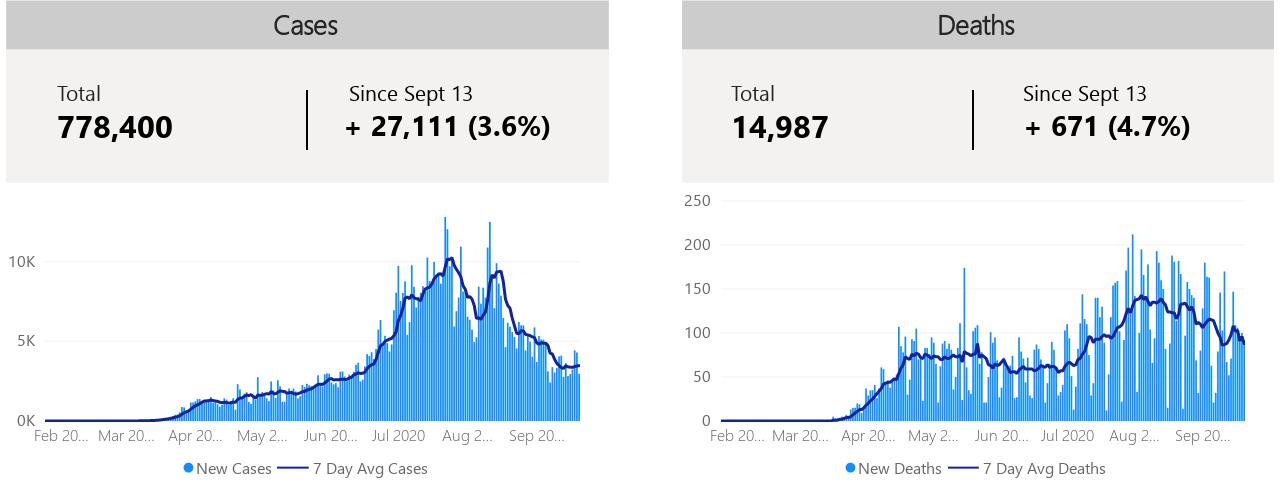 Cases
Total
778,400
Since Sept 13
+ 27,111 (3.6%)
10K
5K
0K
Feb 20... Mar 20... Apr 20... May 2... Jun 20... Jul 2020 Aug 2... Sep 20...
New Cases 7 Day Avg Cases
Deaths
Total
14,987
Since Sept 13
+ 671 (4.7%)
250
200
150
100
50
0
Feb 20... Mar 20... Apr 20... May 2... Jun 20... Jul 2020 Aug 2... Sep 20...
New Deaths 7 Day Avg Deaths